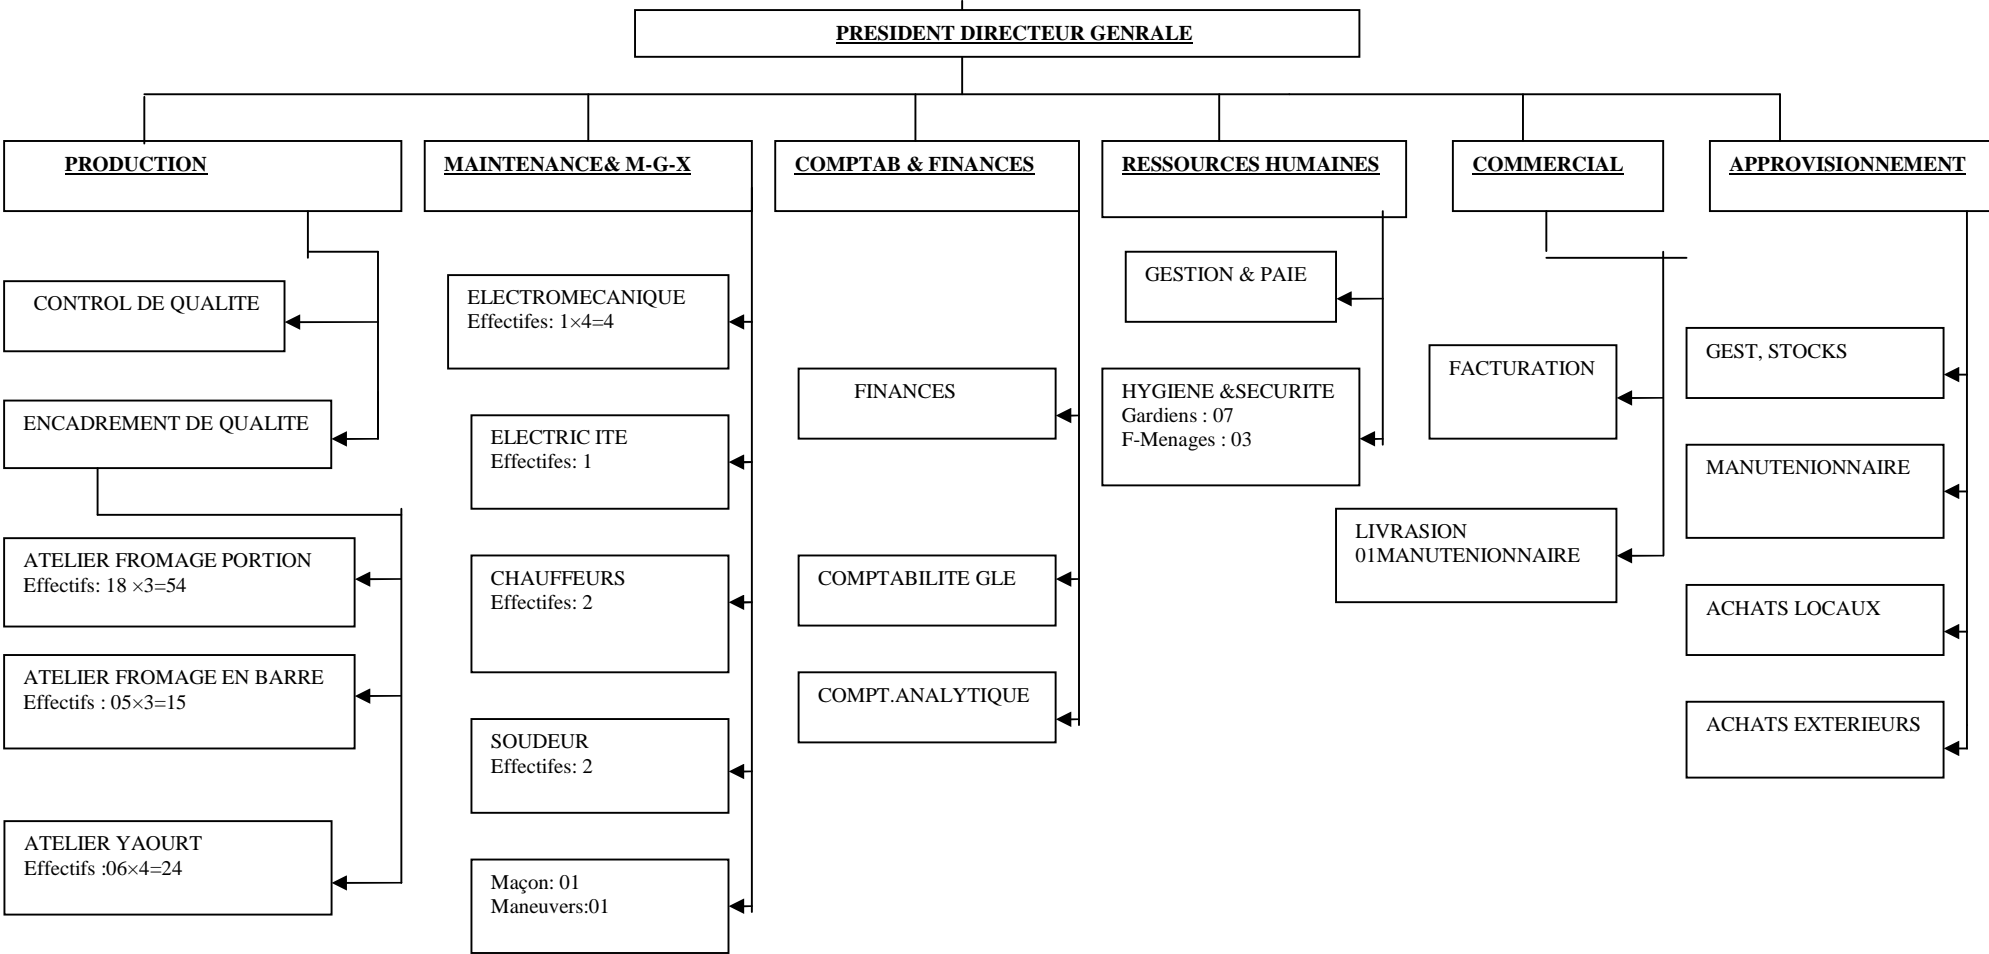 PRESIDENT DIRECTEUR GENRALE
PRODUCTION
MAINTENANCE& M-G-X
COMPTAB & FINANCES
RESSOURCES HUMAINES
COMMERCIAL
APPROVISIONNEMENT
CONTROL DE QUALITE
ENCADREMENT DE QUALITE
ATELIER FROMAGE PORTION
Effectifs: 18 ×3=54
ATELIER FROMAGE EN BARRE
Effectifs : 05×3=15
ATELIER YAOURT
Effectifs :06×4=24
ELECTROMECANIQUE
Effectifes: 1×4=4
ELECTRIC ITE
Effectifes: 1
CHAUFFEURS
Effectifes: 2
SOUDEUR
Effectifes: 2
Maçon: 01
Maneuvers:01
FINANCES
COMPTABILITE GLE
COMPT.ANALYTIQUE
GESTION & PAIE
HYGIENE &SECURITE
Gardiens : 07
F-Menages : 03
FACTURATION
LIVRASION
01MANUTENIONNAIRE
GEST, STOCKS
MANUTENIONNAIRE
ACHATS LOCAUX
ACHATS EXTERIEURS